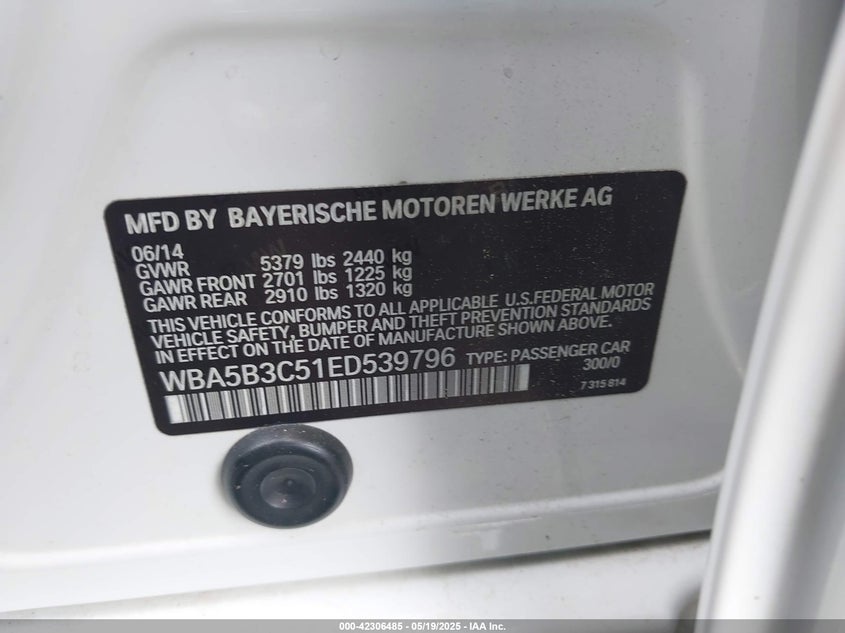 MFD BY BAYERISCHE MOTOREN WERKE AG
06/14
GVWR 5379 lbs 2440 kg
GAWR FRONT 2701 lbs 1225 kg
GAWR REAR 2910 lbs 1320 kg
THIS VEHICLE CONFORMS TO ALL APPLICABLE U.S.FEDERAL MOTOR
VEHICLE SAFETY, BUMPER AND THEFT PREVENTION STANDARDS
IN EFFECT ON THE DATE OF MANUFACTURE SHOWN ABOVE.
WBA5B3C51ED539796 TYPE: PASSENGER CAR
300/0
7 315 814
000-42306485 - 05/19/2025 - IAA Inc.